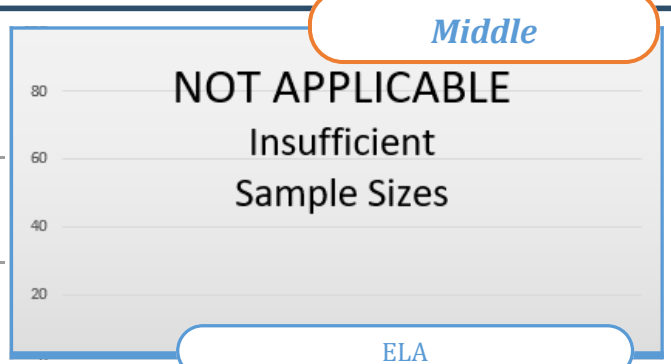 Middle
NOT APPLICABLE
80
Insufficient
60
Sample Sizes
40
20
ELA